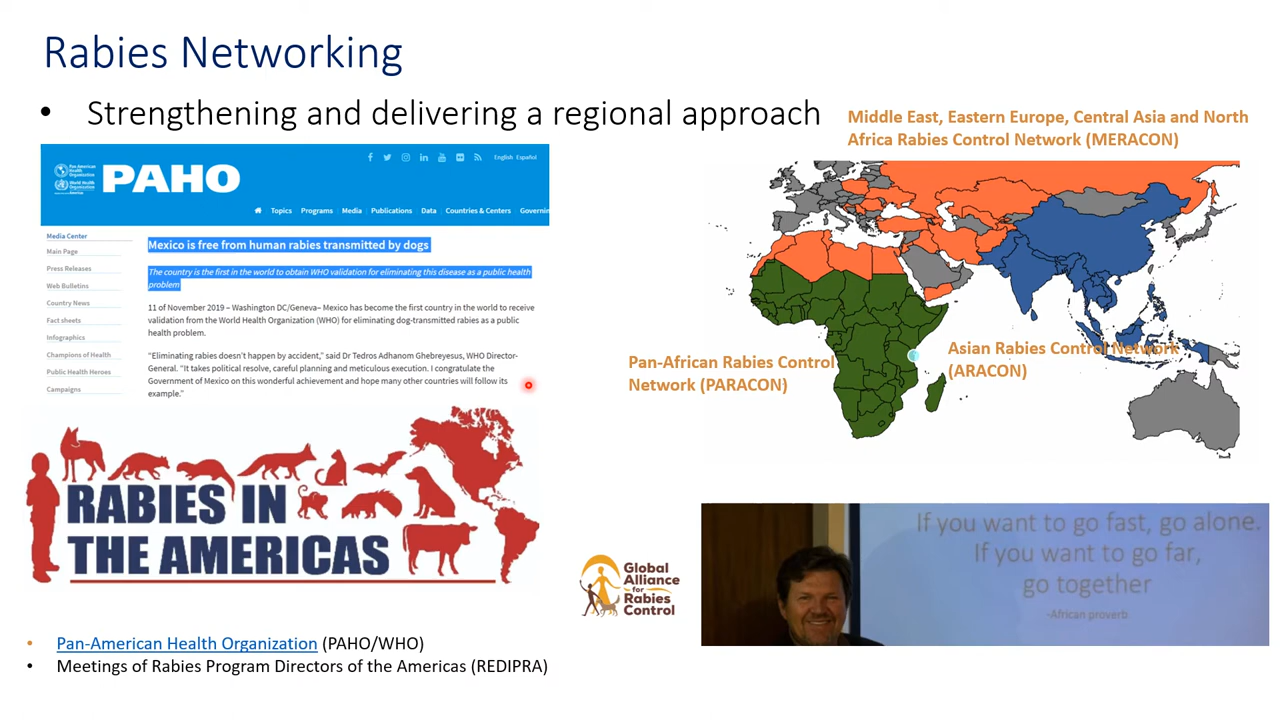 Rabies Networking
• Strengthening and delivering a regional approach
Middle East, Eastern Europe, Central Asia and North
Africa Rabies Control Network (MERACON)
Pan American
Health
Organization
World Health
Organization
PAHO
English Español
Topics Programs Media Publications Data Countries & Centers Governin
Media Center
Main Page
Press Releases
Web Bulletins
Country News
Fact sheets
Infographics
Champions of Health
Public Health Heroes
Campaigns
Mexico is free from human rabies transmitted by dogs
The country is the first in the world to obtain WHO validation for eliminating this disease as a public health
problem
11 of November 2019 – Washington DC/Geneva– Mexico has become the first country in the world to receive
validation from the World Health Organization (WHO) for eliminating dog-transmitted rabies as a public
health problem.
“Eliminating rabies doesn’t happen by accident,” said Dr Tedros Adhanom Ghebreyesus, WHO Director-
General. “It takes political resolve, careful planning and meticulous execution. I congratulate the
Government of Mexico on this wonderful achievement and hope many other countries will follow its
example.”
Pan-African Rabies Control
Network (PARACON)
Asian Rabies Control Network
(ARACON)
RABIES IN
THE AMERICAS
Global
Alliance
for
Rabies
Control
If you want to go fast, go alone.
If you want to go far,
go together
-African proverb
• Pan-American Health Organization (PAHO/WHO)
• Meetings of Rabies Program Directors of the Americas (REDIPRA)